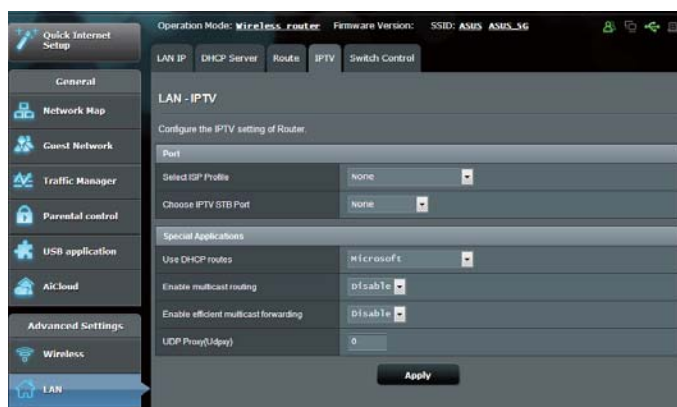 Quick Internet
Setup
Operation Mode: Wireless router Firmware Version: SSID: ASUS ASUS_5G
LAN IP DHCP Server Route IPTV Switch Control
General
Network Map
Guest Network
Traffic Manager
Parental control
USB application
AiCloud
Advanced Settings
Wireless
LAN
LAN - IPTV
Configure the IPTV setting of Router.
Port
Select ISP Profile None
Choose IPTV STB Port None
Special Applications
Use DHCP routes Microsoft
Enable multicast routing Disable
Enable efficient multicast forwarding Disable
UDP Proxy(Udpxy) 0
Apply